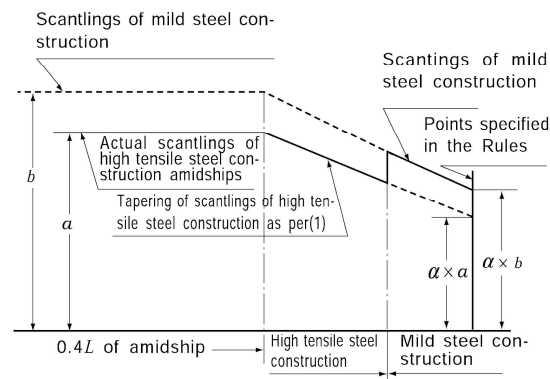 Scantlings of mild steel con-
struction
Scantings of mild
steel construction
Points specified
in the Rules
Actual scantlings of
high tensile steel con-
struction amidships
Tapering of scantlings of high ten-
sile steel construction as per(1)
b
a
α × a
α × b
0.4L of amidship
High tensile steel
construction
Mild steel con-
struction